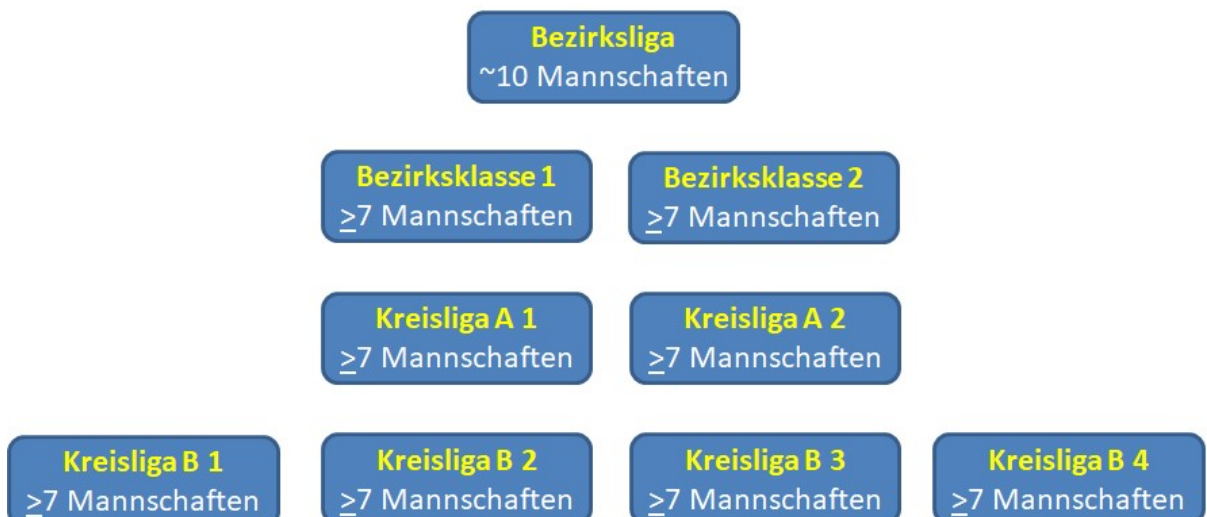 Bezirksliga
~10 Mannschaften
Bezirksklasse 1
≥7 Mannschaften
Bezirksklasse 2
≥7 Mannschaften
Kreisliga A 1
≥7 Mannschaften
Kreisliga A 2
≥7 Mannschaften
Kreisliga B 1
≥7 Mannschaften
Kreisliga B 2
≥7 Mannschaften
Kreisliga B 3
≥7 Mannschaften
Kreisliga B 4
≥7 Mannschaften